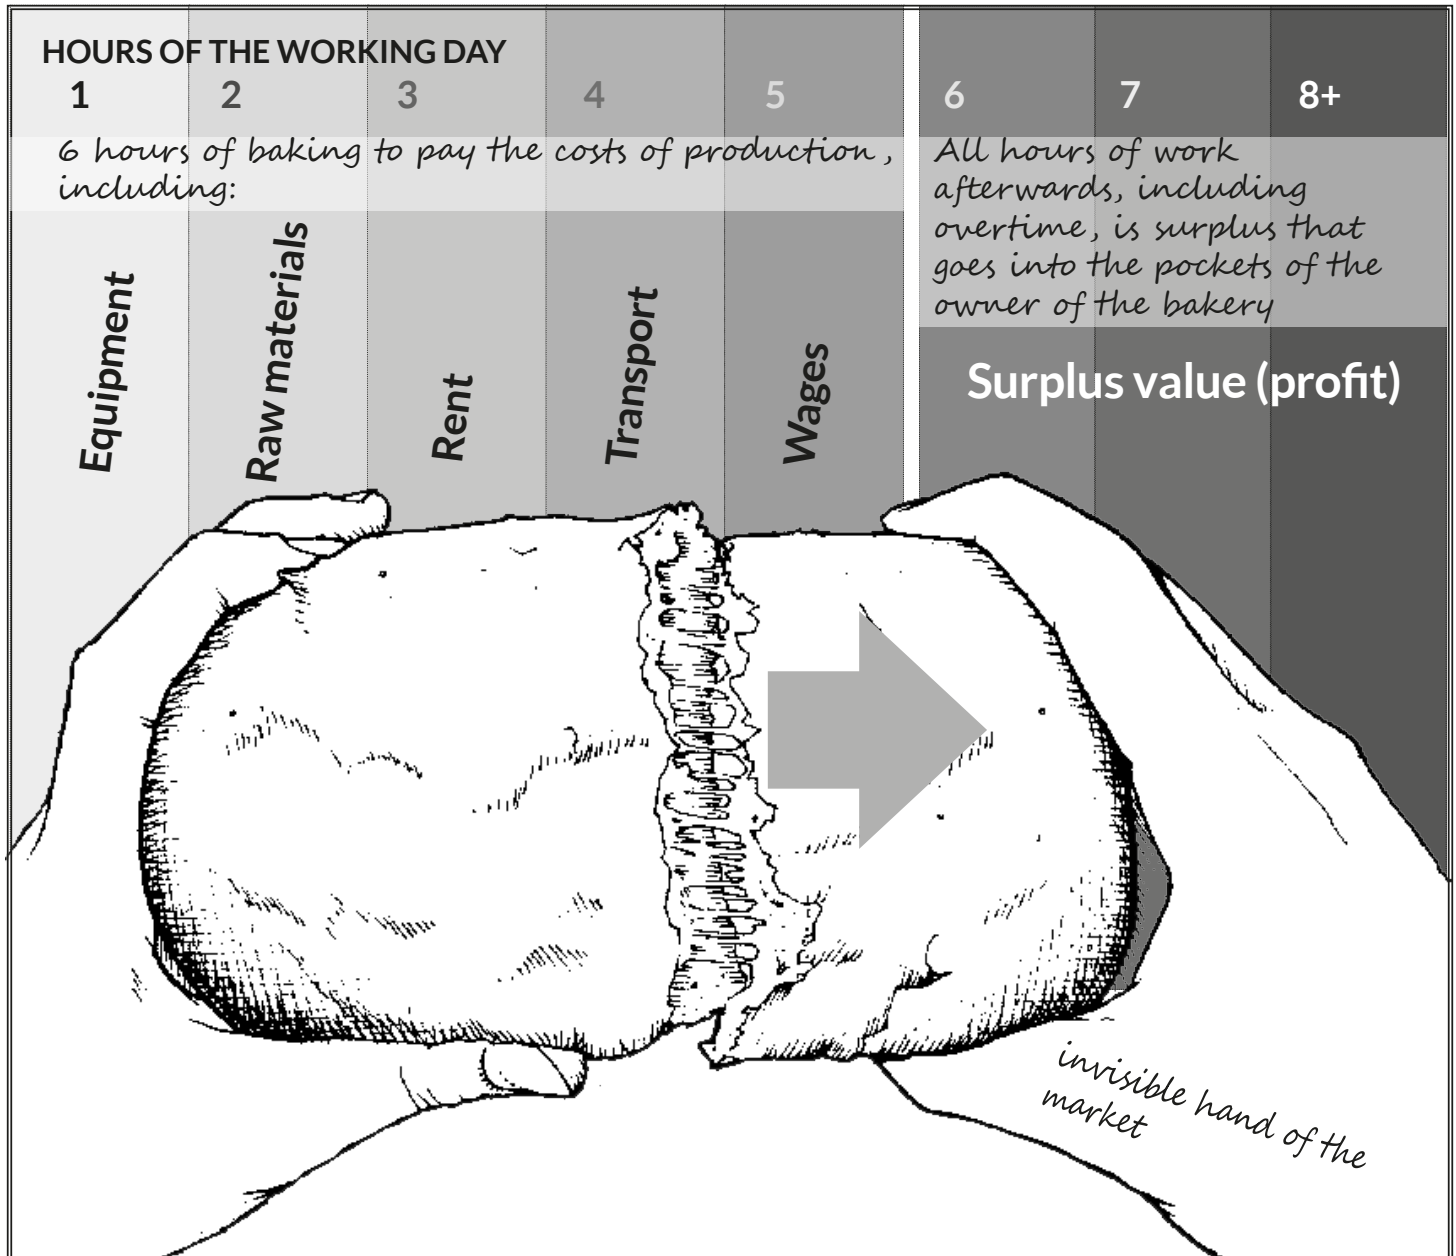 HOURS OF THE WORKING DAY
1 2 3 4 5 6 7 8+
6 hours of baking to pay the costs of production,
including:
All hours of work
afterwards, including
overtime, is surplus that
goes into the pockets of the
owner of the bakery
Equipment
Raw materials
Rent
Transport
Wages
Surplus value (profit)
invisible hand of the
market